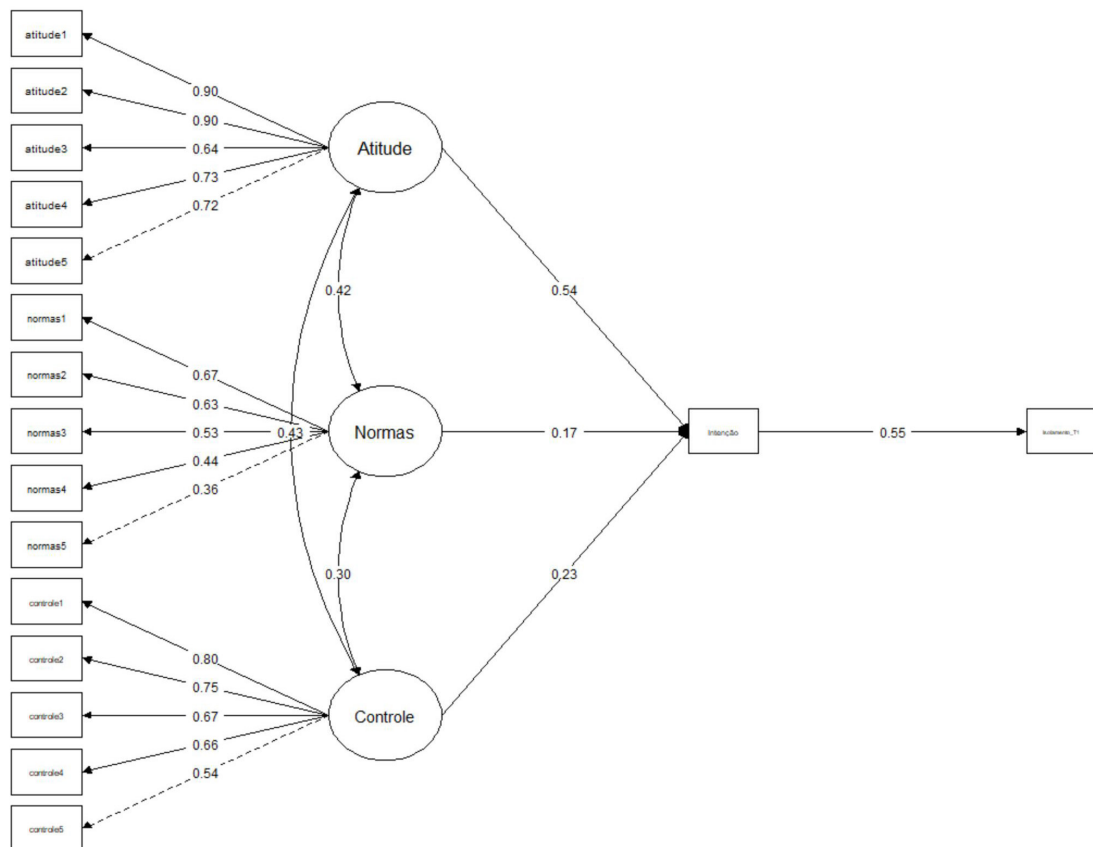 atitude1
atitude2
atitude3
atitude4
atitude5
normas1
normas2
normas3
normas4
normas5
controle1
controle2
controle3
controle4
controle5
0.90
0.90
0.64
0.73
0.72
0.67
0.63
0.53
0.44
0.36
0.80
0.75
0.67
0.66
0.54
Atitude
Normas
Controle
0.42
0.43
0.30
0.54
0.17
0.23
Intenção
0.55
Isolamento_T1